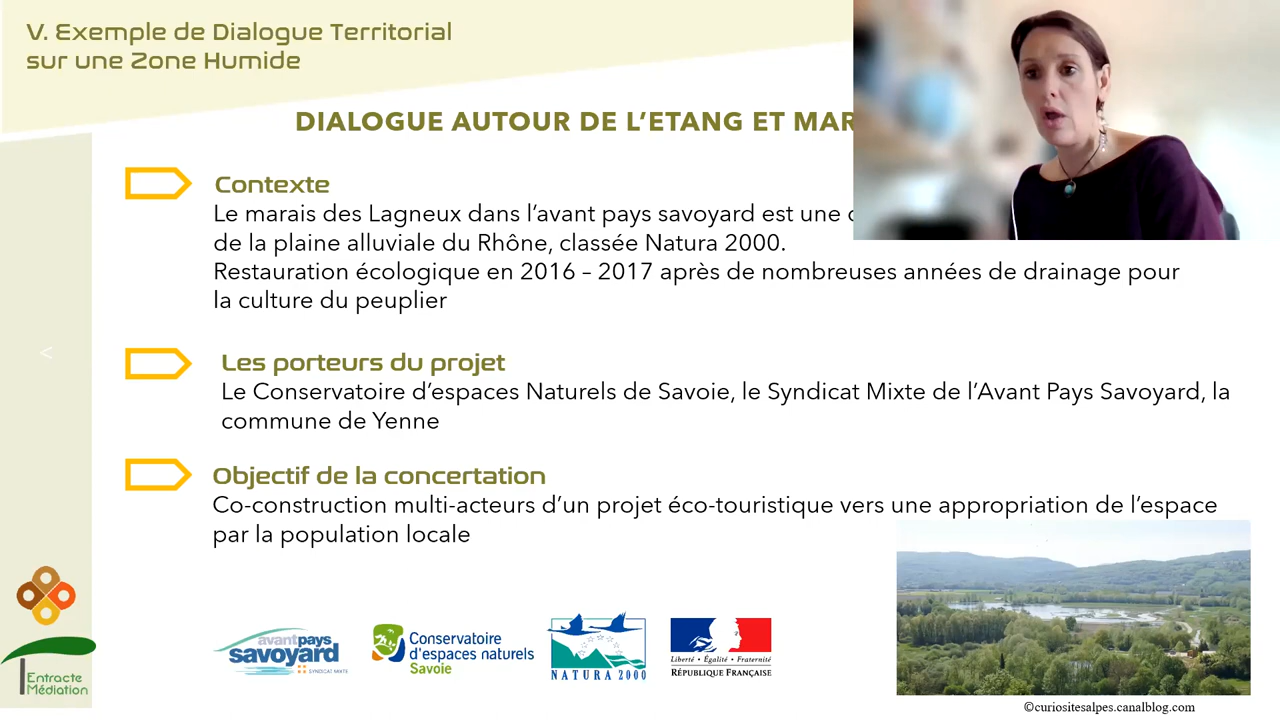 V. Exemple de Dialogue Territorial
sur une Zone Humide
DIALOGUE AUTOUR DE L’ETANG ET
Contexte
Le marais des Lagneux dans l’avant pays savoyard est une
de la plaine alluviale du Rhône, classée Natura 2000.
Restauration écologique en 2016 – 2017 après de nombreuses années de drainage pour
la culture du peuplier
<
Les porteurs du projet
Le Conservatoire d’espaces Naturels de Savoie, le Syndicat Mixte de l’Avant Pays Savoyard, la
commune de Yenne
Objectif de la concertation
Co-construction multi-acteurs d’un projet éco-touristique vers une appropriation de l’espace
par la population locale
avant pays
savoyard
SYNDICAT MIXTE
Conservatoire
d'espaces naturels
Savoie
NATURA 2000
Liberté • Égalité • Fraternité
RÉPUBLIQUE FRANÇAISE
Entracte
Médiation
©curiositesalpes.canalblog.com